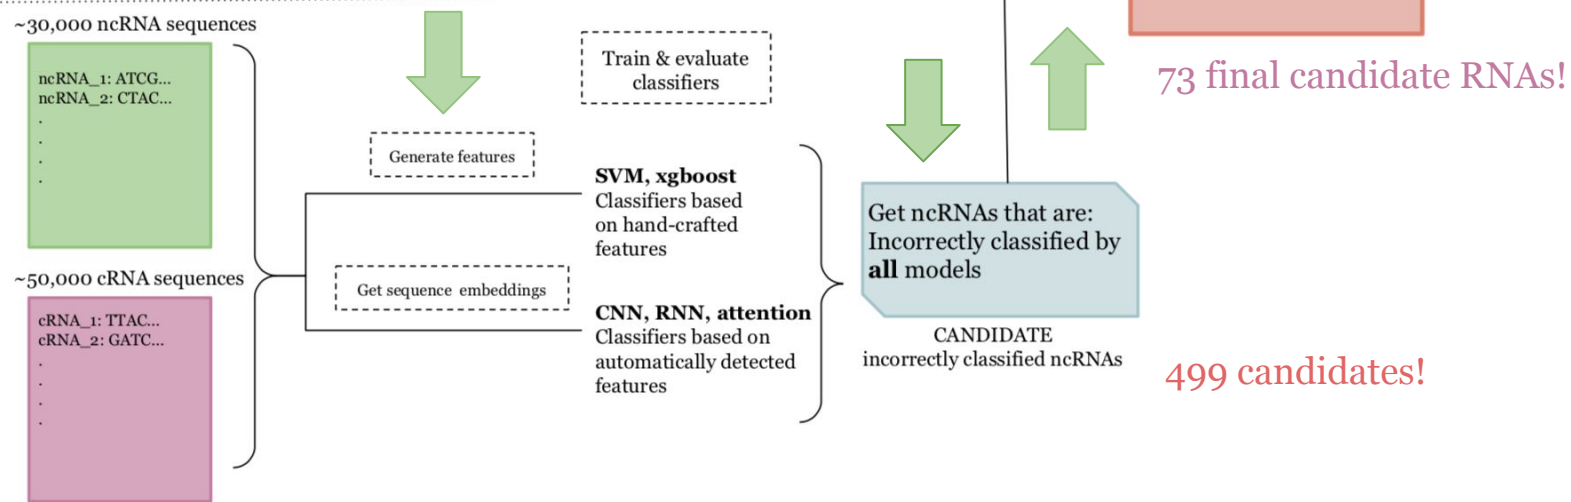 ~30,000 ncRNA sequences
ncRNA_1: ATCG...
ncRNA_2: CTAC...
.
.
.
.
~50,000 cRNA sequences
cRNA_1: TTAC...
cRNA_2: GATC...
.
.
.
.
Generate features
Get sequence embeddings
Train & evaluate
classifiers
SVM, xgboost
Classifiers based
on hand-crafted
features
CNN, RNN, attention
Classifiers based on
automatically detected
features
Get ncRNAs that are:
Incorrectly classified by
all models
CANDIDATE
incorrectly classified ncRNAs
73 final candidate RNAs!
499 candidates!